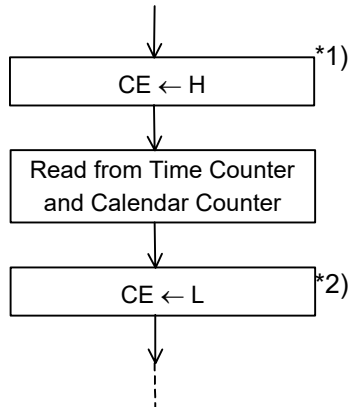 *1)
CE ← H
Read from Time Counter
and Calendar Counter
*2)
CE ← L